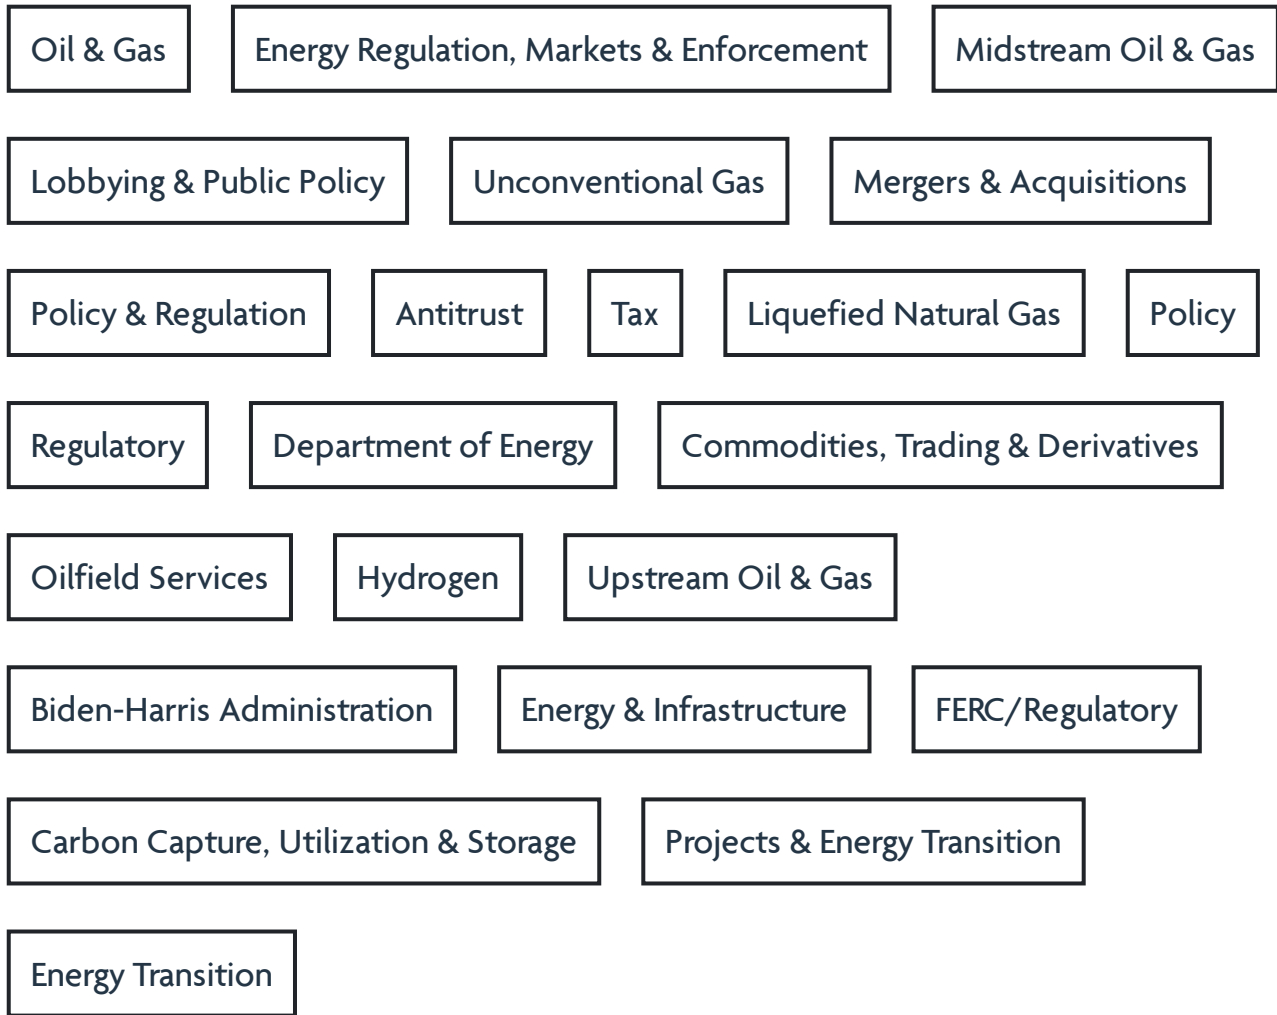 Oil & Gas Energy Regulation, Markets & Enforcement Midstream Oil & Gas
Lobbying & Public Policy Unconventional Gas Mergers & Acquisitions
Policy & Regulation Antitrust Tax Liquefied Natural Gas Policy
Regulatory Department of Energy Commodities, Trading & Derivatives
Oilfield Services Hydrogen Upstream Oil & Gas
Biden-Harris Administration Energy & Infrastructure FERC/Regulatory
Carbon Capture, Utilization & Storage Projects & Energy Transition
Energy Transition